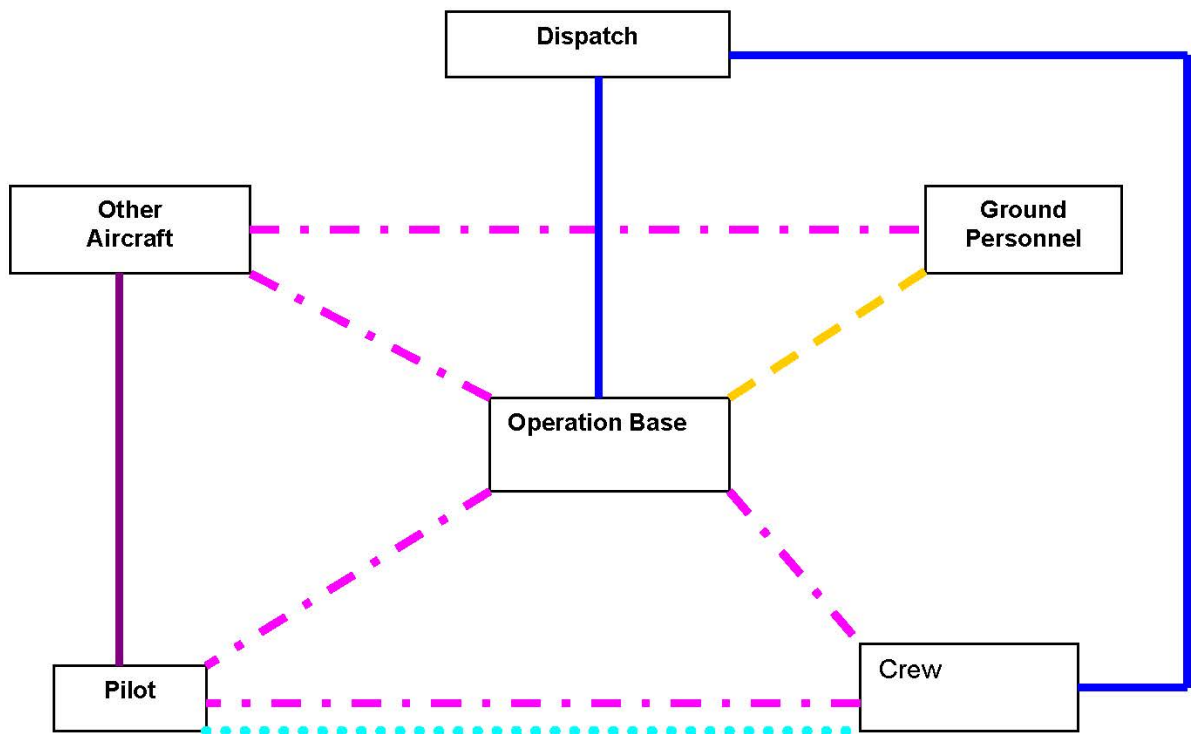 Dispatch
Other
Aircraft
Ground
Personnel
Operation Base
Pilot
Crew